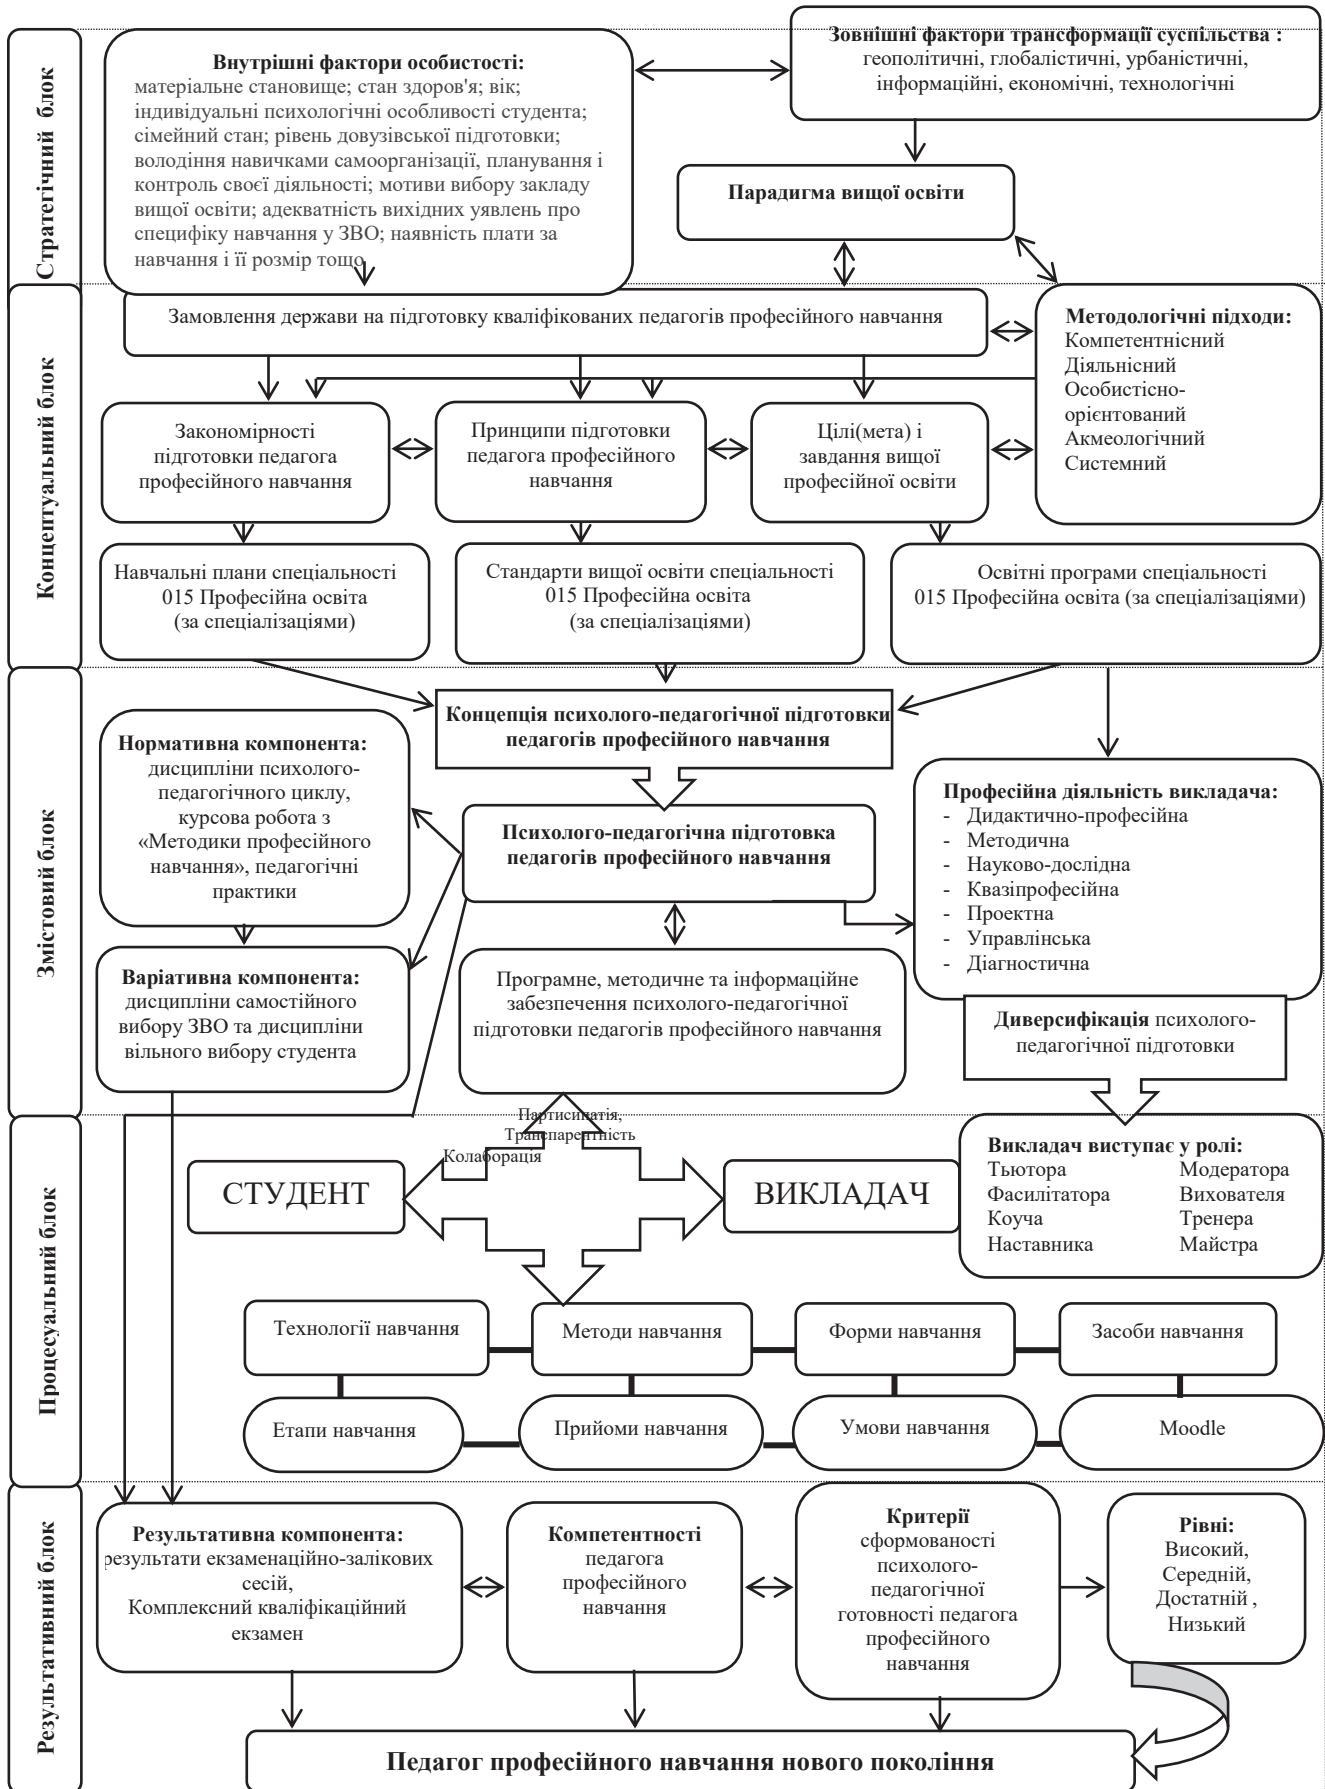 Стратегічний блок
Внутрішні фактори особистості:
матеріальне становище; стан здоров'я; вік;
індивідуальні психологічні особливості студента;
сімейний стан; рівень довузівської підготовки;
володіння навичками самоорганізації, планування і
контроль своєї діяльності; мотиви вибору закладу
вищої освіти; адекватність вихідних уявлень про
специфіку навчання у ЗВО; наявність плати за
навчання і її розмір тощо
Зовнішні фактори трансформації суспільства :
геополітичні, глобалістичні, урбаністичні,
інформаційні, економічні, технологічні
Парадигма вищої освіти
Концептуальний блок
Замовлення держави на підготовку кваліфікованих педагогів професійного навчання
Методологічні підходи:
Компетентнісний
Діяльнісний
Особистісно-
орієнтований
Акмеологічний
Системний
Закономірності
підготовки педагога
професійного навчання
Принципи підготовки
педагога професійного
навчання
Цілі(мета) і
завдання вищої
професійної освіти
Навчальні плани спеціальності
015 Професійна освіта
(за спеціалізаціями)
Стандарти вищої освіти спеціальності
015 Професійна освіта
(за спеціалізаціями)
Освітні програми спеціальності
015 Професійна освіта (за спеціалізаціями)
Змістовий блок
Концепція психолого-педагогічної підготовки
педагогів професійного навчання
Нормативна компонента:
дисципліни психолого-
педагогічного циклу,
курсова робота з
«Методики професійного
навчання», педагогічні
практики
Психолого-педагогічна підготовка
педагогів професійного навчання
Професійна діяльність викладача:
- Дидактично-професійна
- Методична
- Науково-дослідна
- Квазіпрофесійна
- Проектна
- Управлінська
- Діагностична
Варіативна компонента:
дисципліни самостійного
вибору ЗВО та дисципліни
вільного вибору студента
Програмне, методичне та інформаційне
забезпечення психолого-педагогічної
підготовки педагогів професійного навчання
Диверсифікація психолого-
педагогічної підготовки
Процесуальний блок
Партисипатія,
Транспарентність
Колаборація
СТУДЕНТ
ВИКЛАДАЧ
Викладач виступає у ролі:
Тьютора Модератора
Фасилітатора Вихователя
Коуча Тренера
Наставника Майстра
Технології навчання
Методи навчання
Форми навчання
Засоби навчання
Етапи навчання
Прийоми навчання
Умови навчання
Moodle
Результативний блок
Результативна компонента:
результати екзаменаційно-залікових
сесій,
Комплексний кваліфікаційний
екзамен
Компетентності
педагога
професійного
навчання
Критерії
сформованості
психолого-
педагогічної
готовності педагога
професійного
навчання
Рівні:
Високий,
Середній,
Достатній ,
Низький
Педагог професійного навчання нового покоління